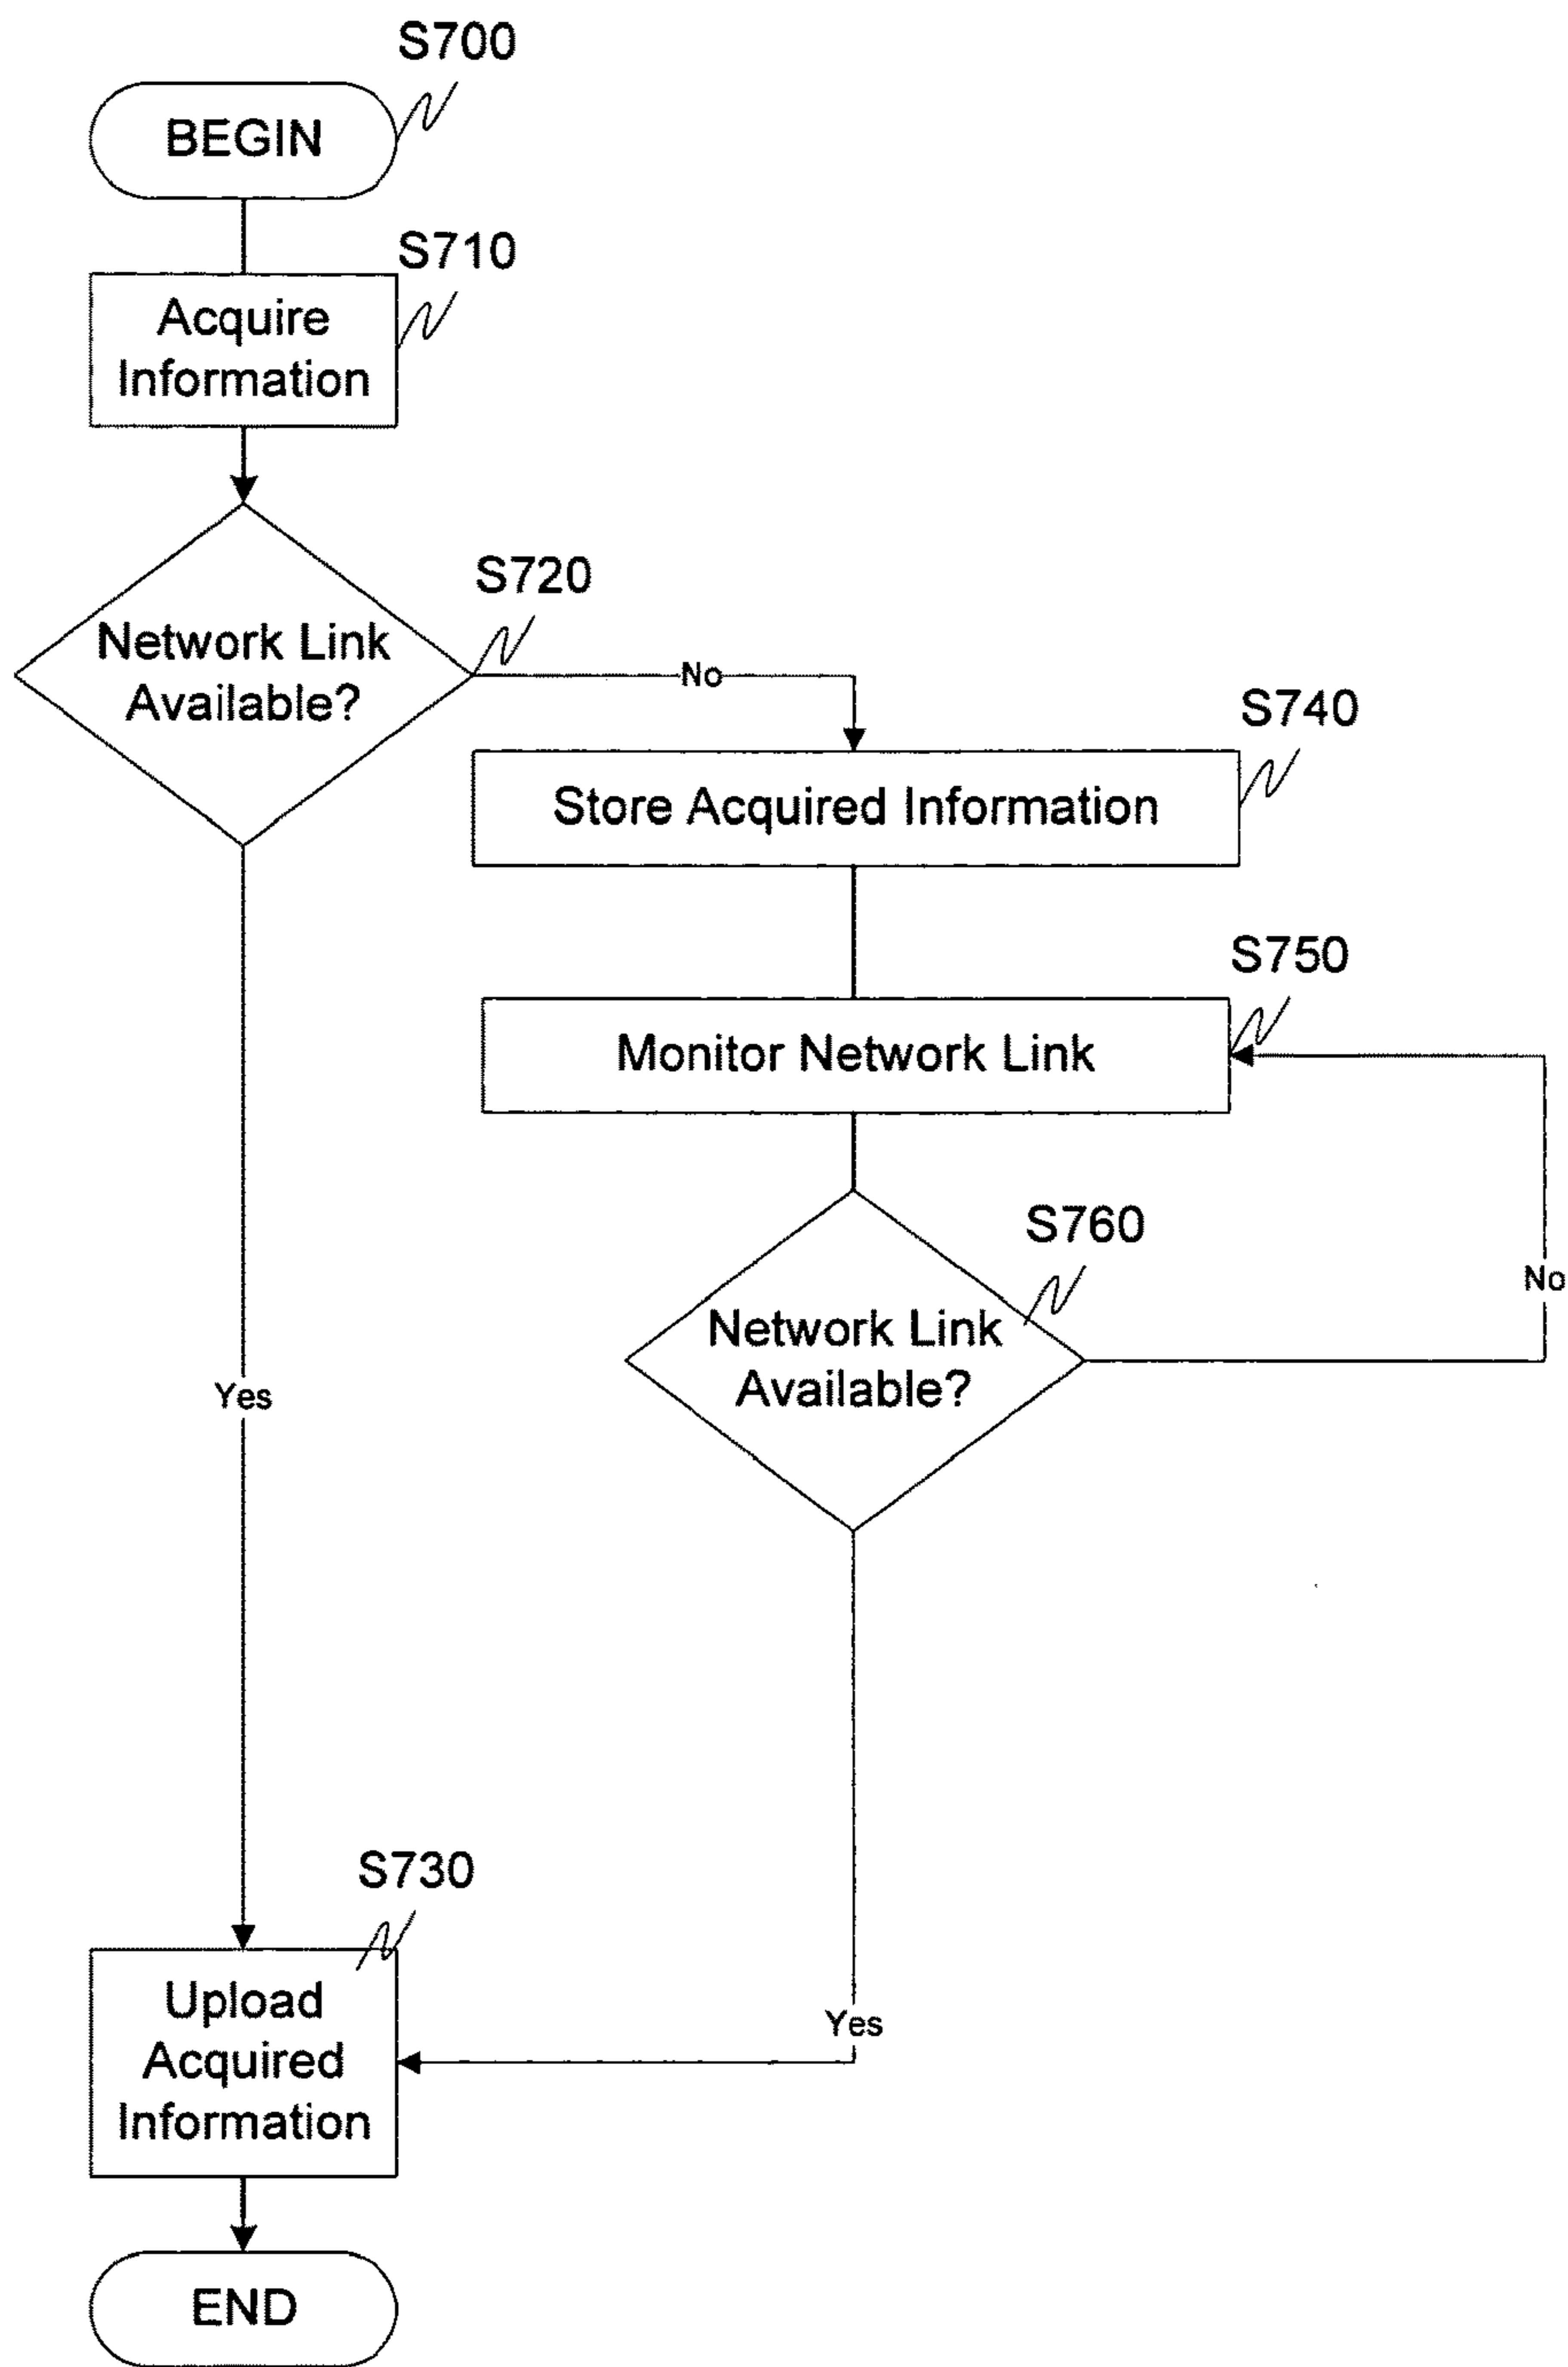 S700
BEGIN
S710
Acquire
Information
S720
Network Link
Available?
No
S740
Store Acquired Information
S750
Monitor Network Link
S760
Network Link
Available?
No
Yes
S730
Upload
Acquired
Information
Yes
END